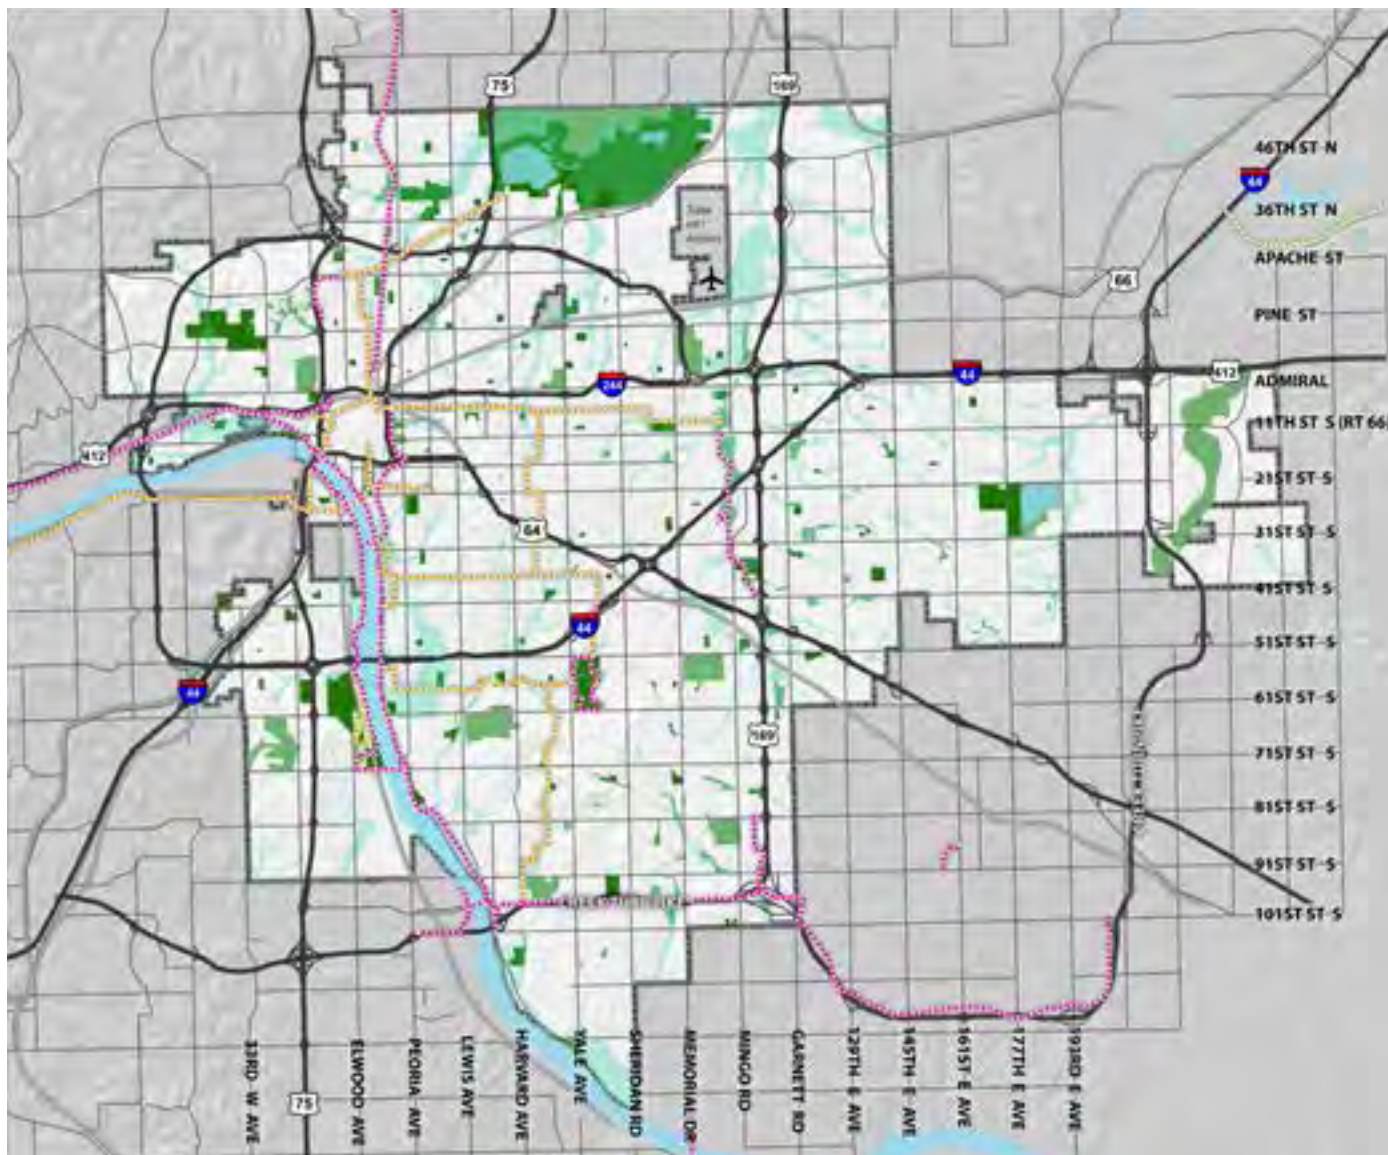 75
169
46TH ST N
44
36TH ST N
APACHE ST
66
PINE ST
412
244
44
ADMIRAL
11TH ST S (RT 66)
412
21ST ST S
64
31ST ST S
41ST ST S
44
51ST ST S
44
61ST ST S
169
71ST ST S
81ST ST S
91ST ST S
101ST ST S
75
33RD W AVE
ELWOOD AVE
PEORIA AVE
LEWIS AVE
HARVARD AVE
YALE AVE
SHERIDAN RD
MEMORIAL DR
MINGO RD
GARNETT RD
129TH E AVE
145TH E AVE
161ST E AVE
177TH E AVE
193RD E AVE